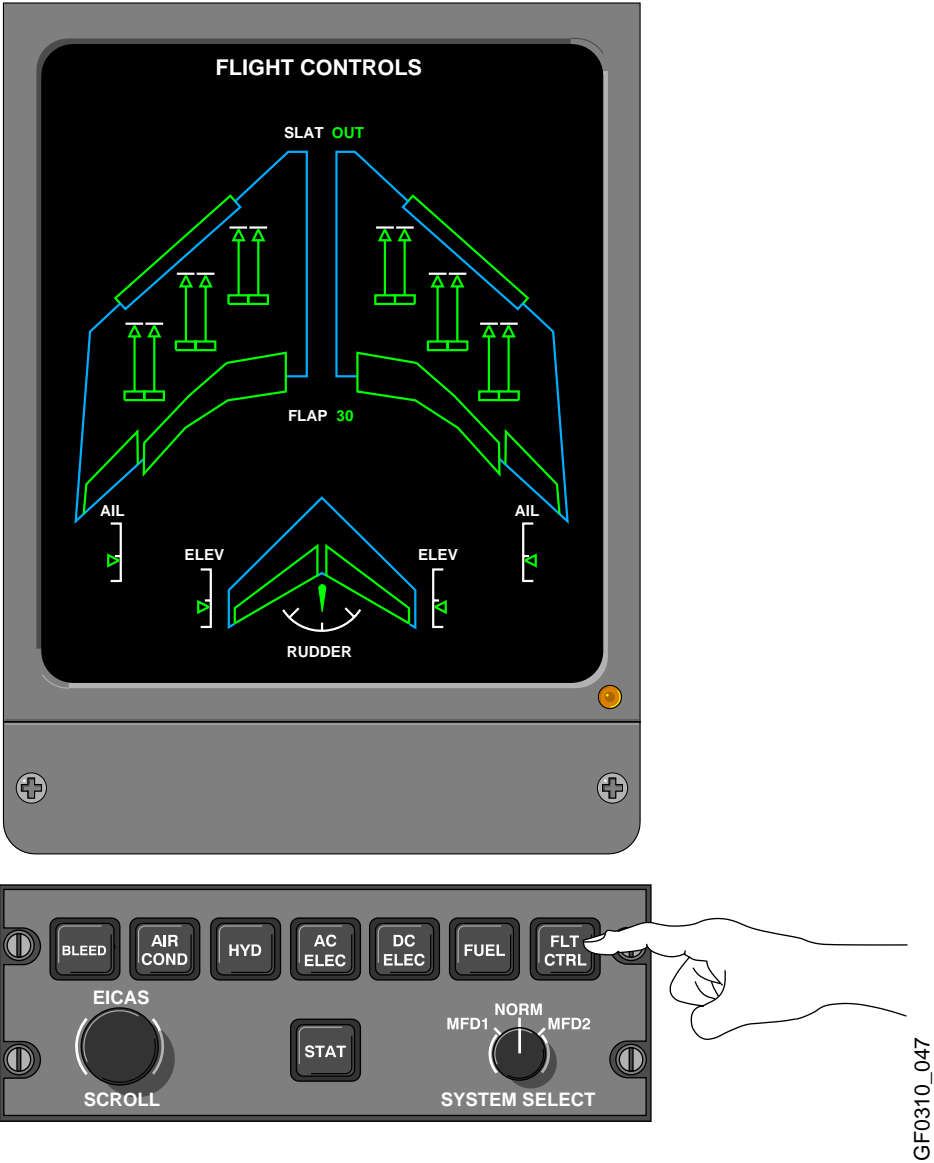 FLIGHT CONTROLS
SLAT OUT
FLAP 30
AIL
AIL
ELEV
ELEV
RUDDER
BLEED
AIR
COND
HYD
AC
ELEC
DC
ELEC
FUEL
FLT
CTRL
EICAS
SCROLL
STAT
NORM
MFD1
MFD2
SYSTEM SELECT
GF0310_047